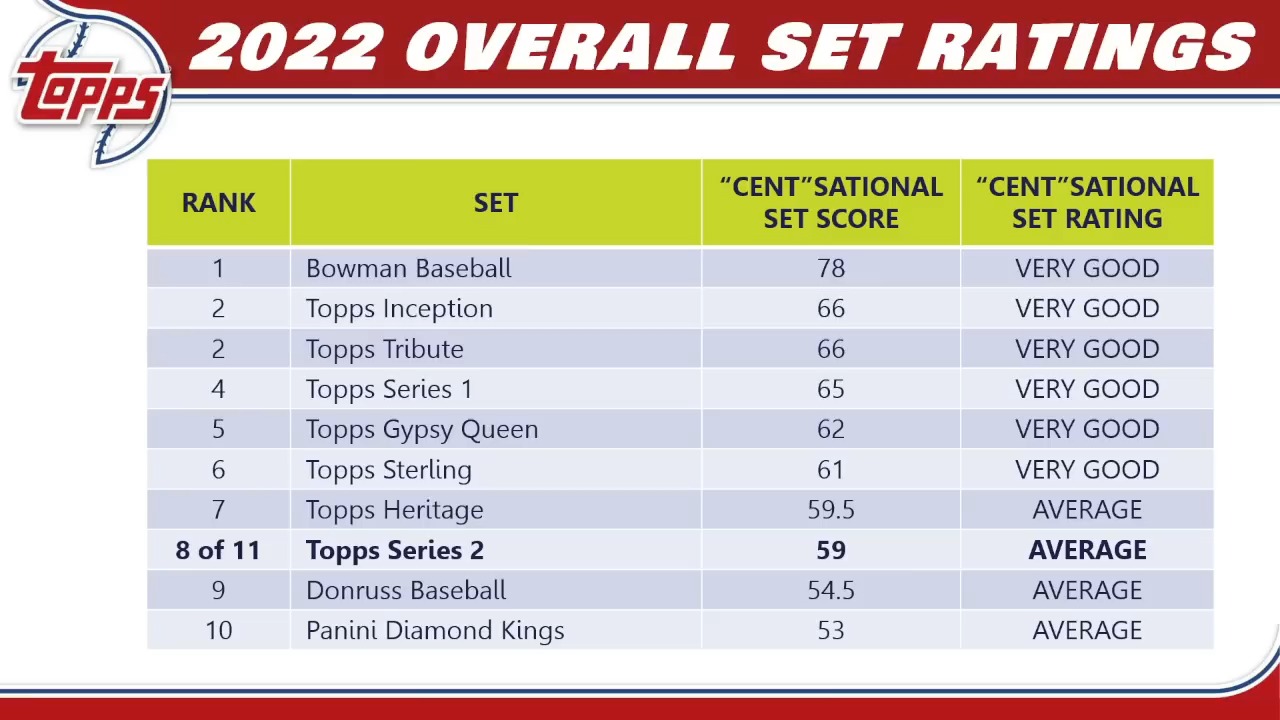 2022 OVERALL SET RATINGS
TOPPS
RANK SET “CENT”SATIONAL SET SCORE “CENT”SATIONAL SET RATING
1 Bowman Baseball 78 VERY GOOD
2 Topps Inception 66 VERY GOOD
2 Topps Tribute 66 VERY GOOD
4 Topps Series 1 65 VERY GOOD
5 Topps Gypsy Queen 62 VERY GOOD
6 Topps Sterling 61 VERY GOOD
7 Topps Heritage 59.5 AVERAGE
8 of 11 Topps Series 2 59 AVERAGE
9 Donruss Baseball 54.5 AVERAGE
10 Panini Diamond Kings 53 AVERAGE